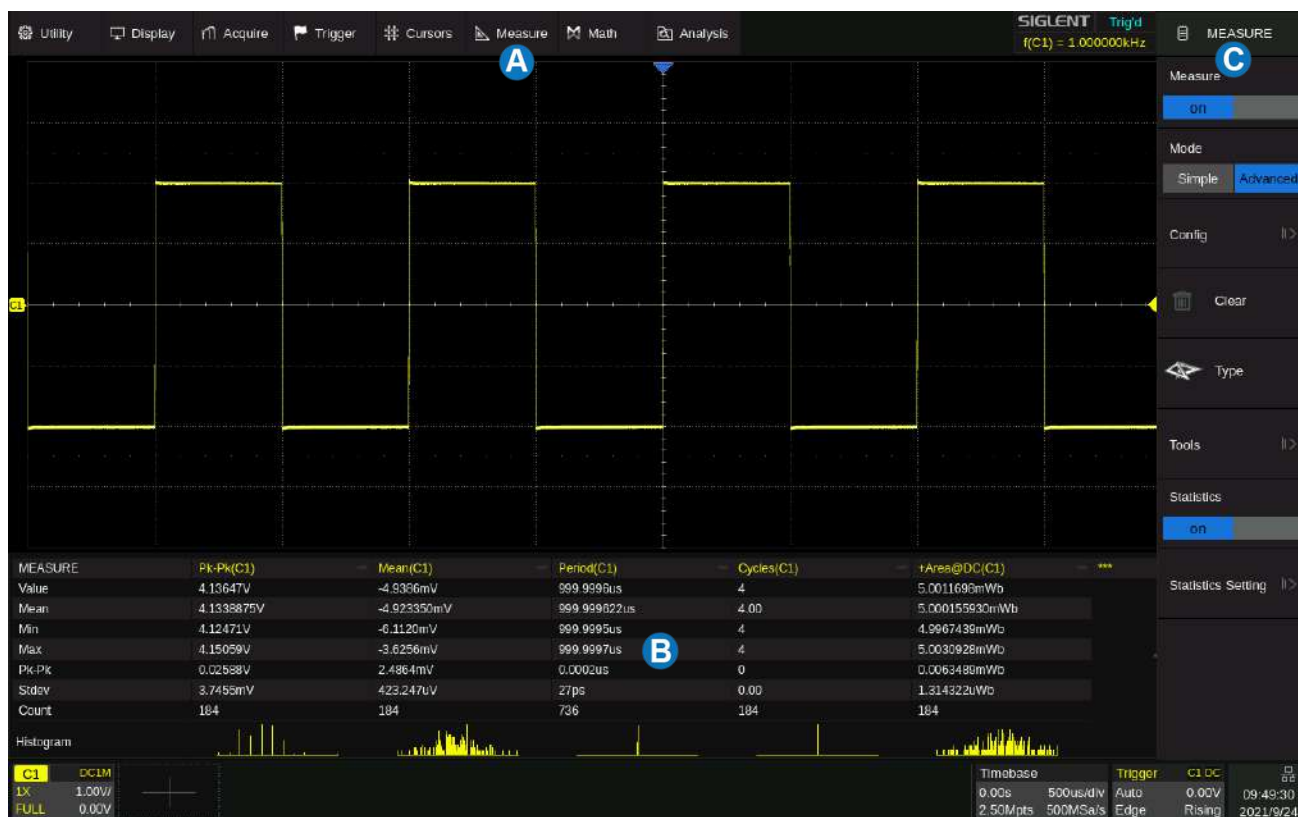 Utility Display Acquire Trigger Cursors Measure Math Analysis
SIGLENT Trig'd
f(C1) = 1.000000kHz
MEASURE
A
C
Measure
on
Mode
Simple Advanced
Config
Clear
Type
Tools
Statistics
on
Statistics Setting
C1
MEASURE Pk-Pk(C1) Mean(C1) Period(C1) Cycles(C1) +Area@DC(C1) ***
Value 4.13647V -4.9386mV 999.9996us 4 5.0011698mWb
Mean 4.1338875V -4.923350mV 999.999622us 4.00 5.000155930mWb
Min 4.12471V -6.1120mV 999.9995us 4 4.9967439mWb
Max 4.15059V -3.6256mV 999.9997us 4 5.0030928mWb
B
Pk-Pk 0.02588V 2.4864mV 0.0002us 0 0.0063489mWb
Stdev 3.7455mV 423.247uV 27ps 0.00 1.314322uWb
Count 184 184 736 184 184
Histogram
C1 DC1M
1X 1.00V/
FULL 0.00V
Timebase
0.00s 500us/div
2.50Mpts 500MSa/s
Trigger C1 DC
Auto 0.00V
Edge Rising
09:49:30
2021/9/24